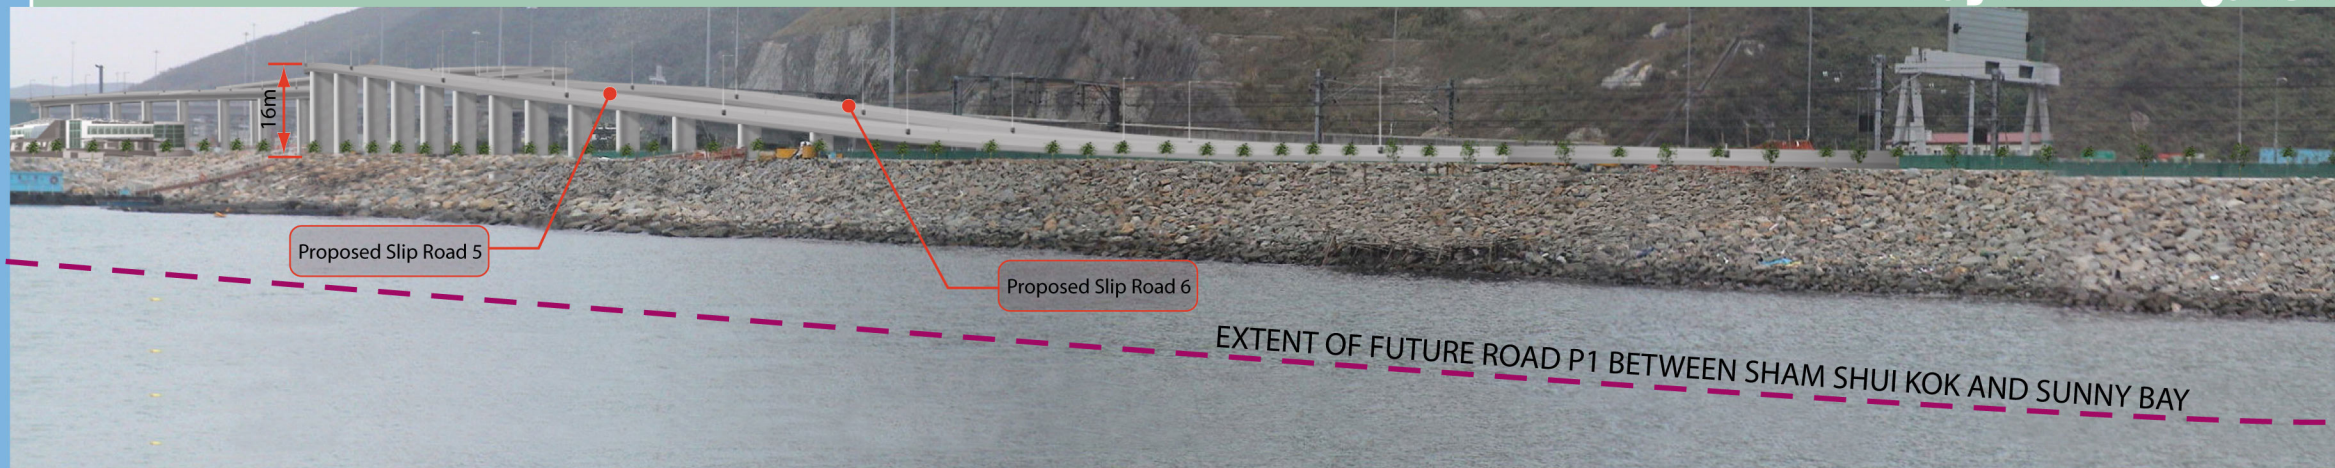 16m
Proposed Slip Road 5
Proposed Slip Road 6
EXTENT OF FUTURE ROAD P1 BETWEEN SHAM SHUI KOK AND SUNNY BAY